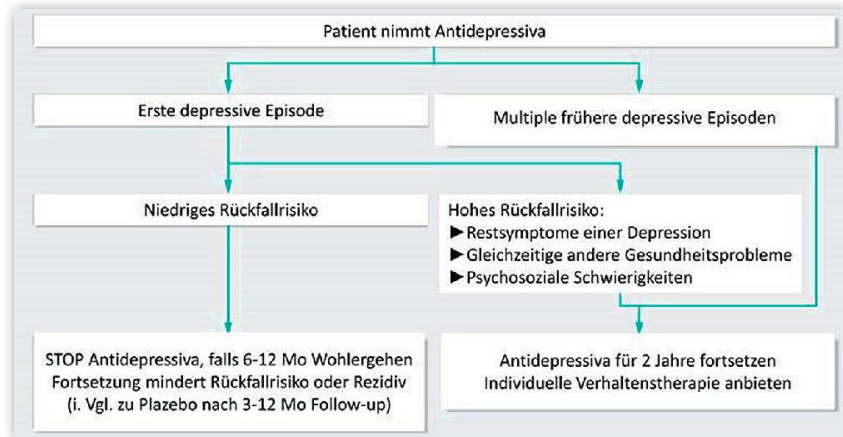 Patient nimmt Antidepressiva
Erste depressive Episode
Multiple frühere depressive Episoden
Niedriges Rückfallrisiko
Hohes Rückfallrisiko:
►Restsymptome einer Depression
►Gleichzeitige andere Gesundheitsprobleme
►Psychosoziale Schwierigkeiten
STOP Antidepressiva, falls 6-12 Mo Wohlergehen
Fortsetzung mindert Rückfallrisiko oder Rezidiv
(i. Vgl. zu Plazebo nach 3-12 Mo Follow-up)
Antidepressiva für 2 Jahre fortsetzen
Individuelle Verhaltenstherapie anbieten